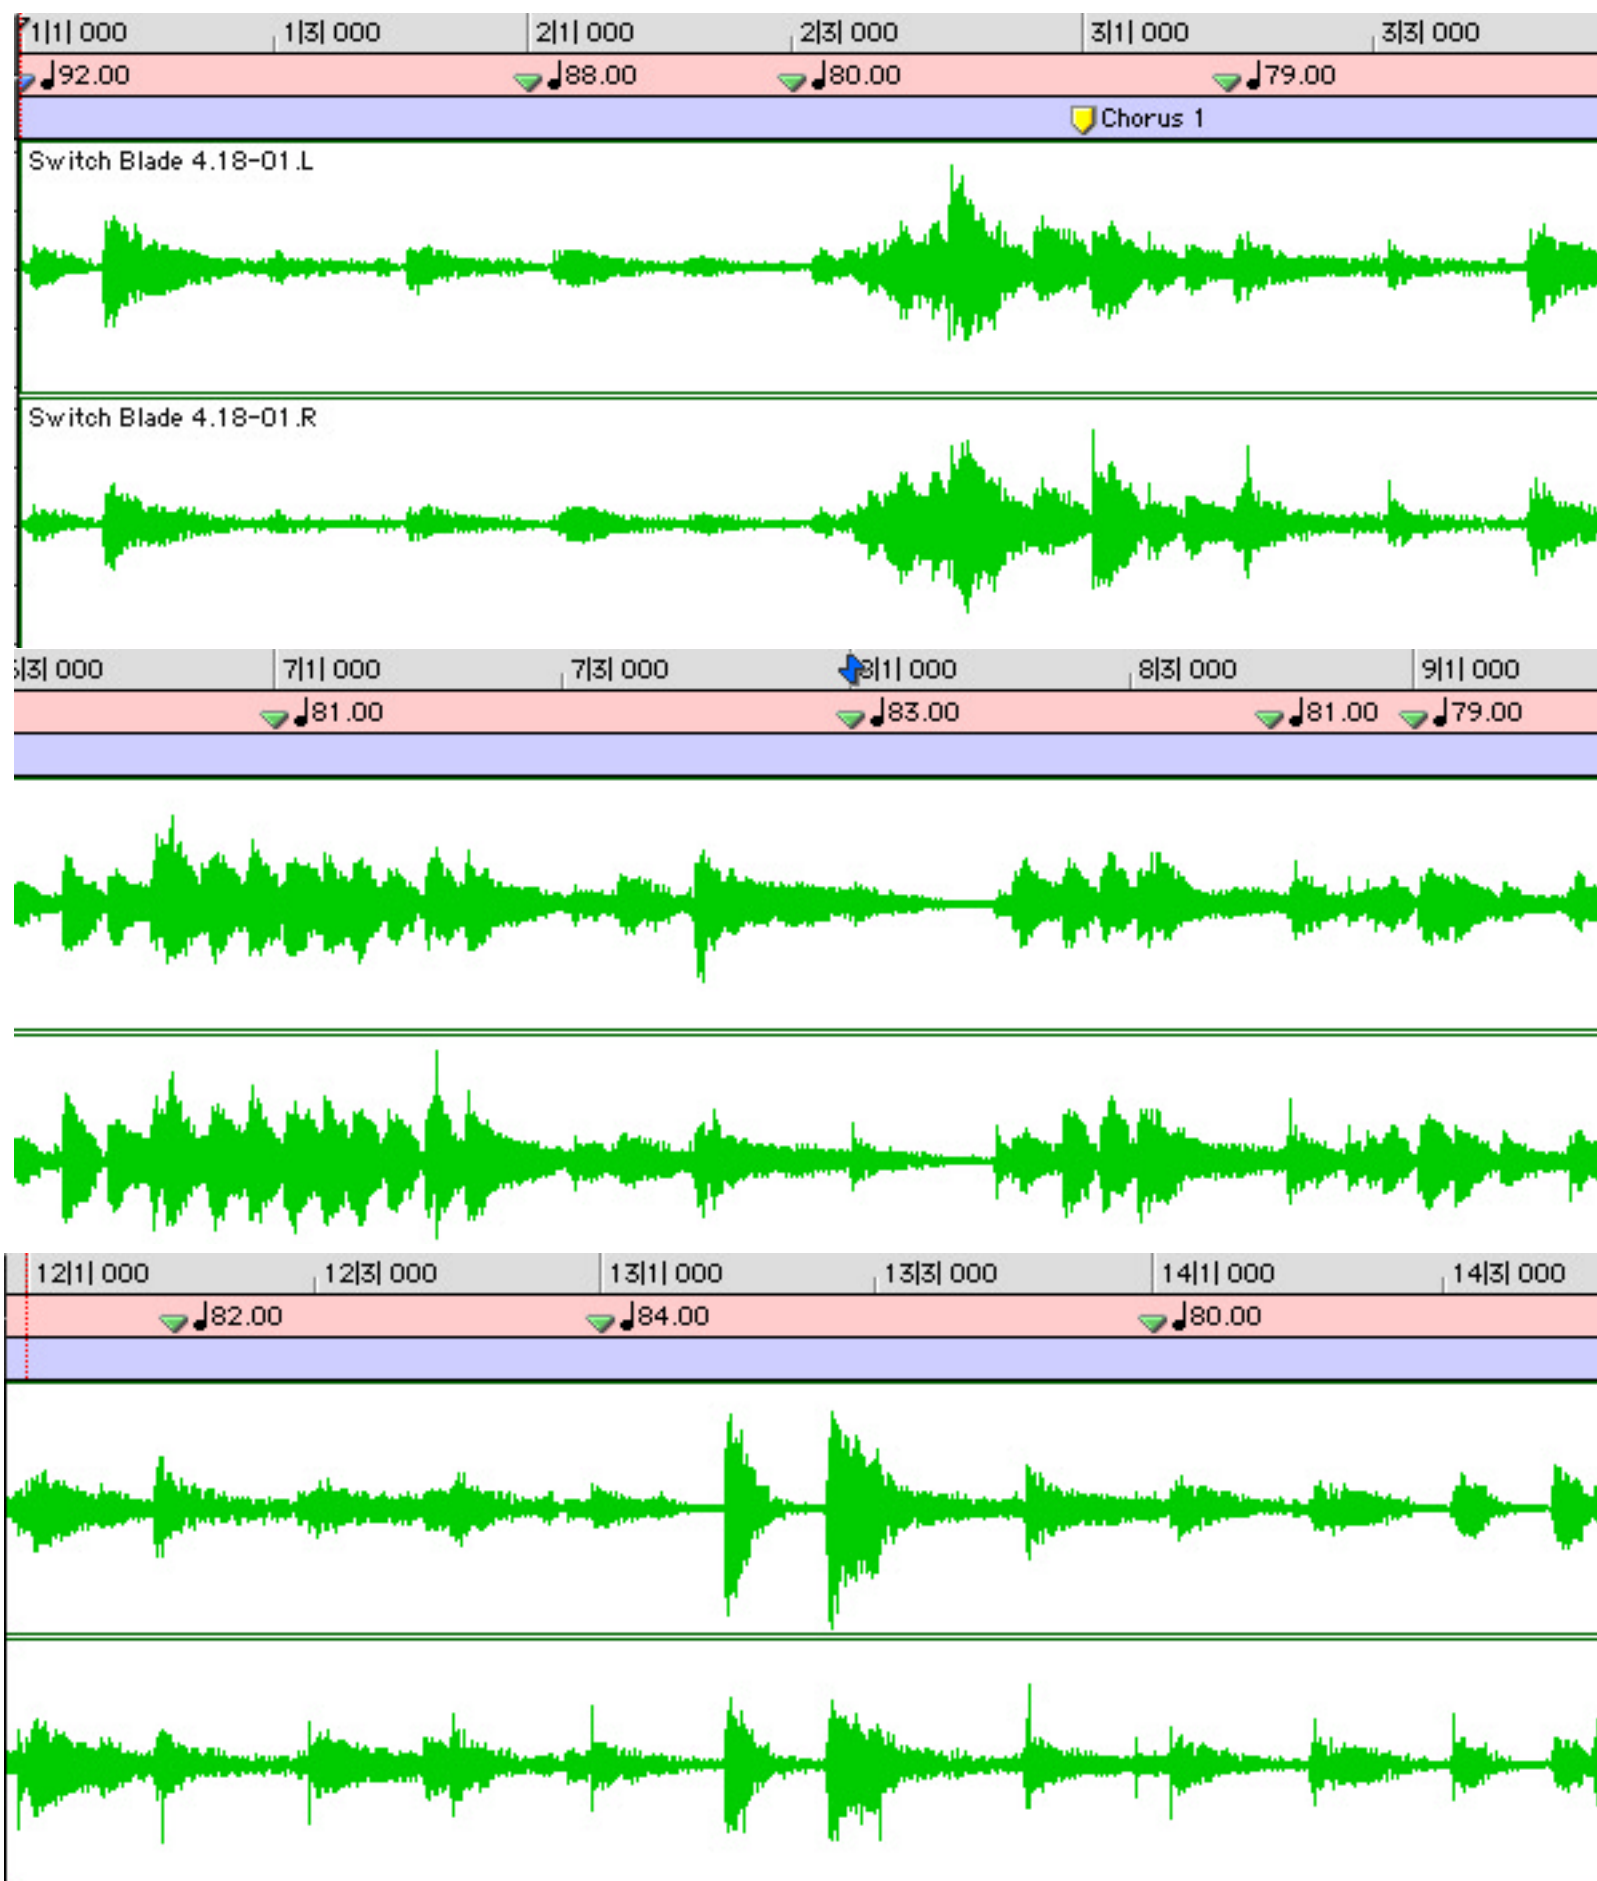 1|1| 000 1|3| 000 2|1| 000 2|3| 000 3|1| 000 3|3| 000
♩92.00 ♩88.00 ♩80.00 ♩79.00
Chorus 1
Switch Blade 4.18-01.L
Switch Blade 4.18-01.R
|3| 000 7|1| 000 7|3| 000 8|1| 000 8|3| 000 9|1| 000
♩81.00 ♩83.00 ♩81.00 ♩79.00
12|1| 000 12|3| 000 13|1| 000 13|3| 000 14|1| 000 14|3| 000
♩82.00 ♩84.00 ♩80.00